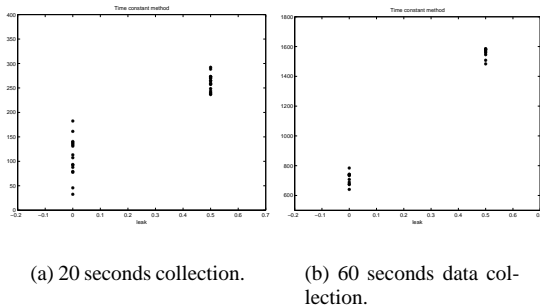 Time constant method
400
350
300
250
200
150
100
50
0
−0.2 −0.1 0 0.1 0.2 0.3 0.4 0.5 0.6 0.7
leak
Time constant method
1800
1600
1400
1200
1000
800
600
−0.2 −0.1 0 0.1 0.2 0.3 0.4 0.5 0.6 0.7
leak
(a) 20 seconds collection.
(b) 60 seconds data col-
lection.